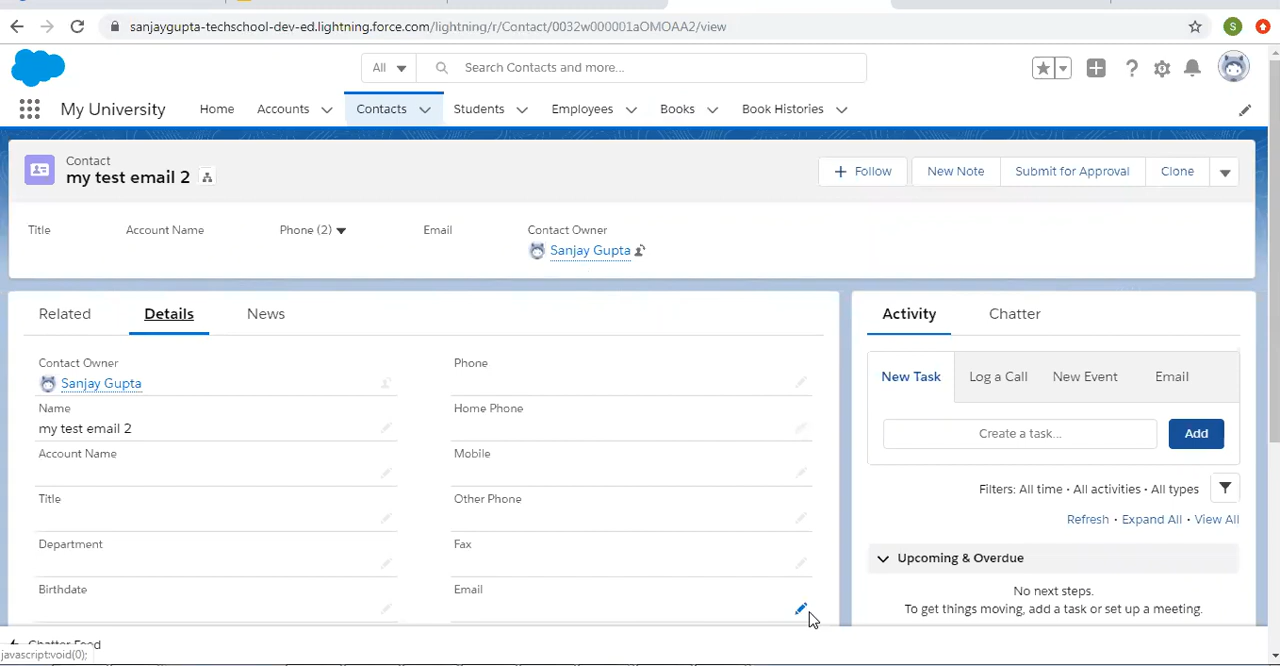 sanjaygupta-techschool-dev-ed.lightning.force.com/lightning/r/Contact/0032w000001aOMOAA2/view
S
All
Search Contacts and more...
My University
Home
Accounts
Contacts
Students
Employees
Books
Book Histories
Contact
my test email 2
Follow
New Note
Submit for Approval
Clone
Title
Account Name
Phone (2)
Email
Contact Owner
Sanjay Gupta
Related
Details
News
Contact Owner
Sanjay Gupta
Name
my test email 2
Account Name
Title
Department
Birthdate
Phone
Home Phone
Mobile
Other Phone
Fax
Email
Activity
Chatter
New Task
Log a Call
New Event
Email
Create a task...
Add
Filters: All time • All activities • All types
Refresh • Expand All • View All
Upcoming & Overdue
No next steps.
To get things moving, add a task or set up a meeting.
Chatter Feed
javascript:void(0);